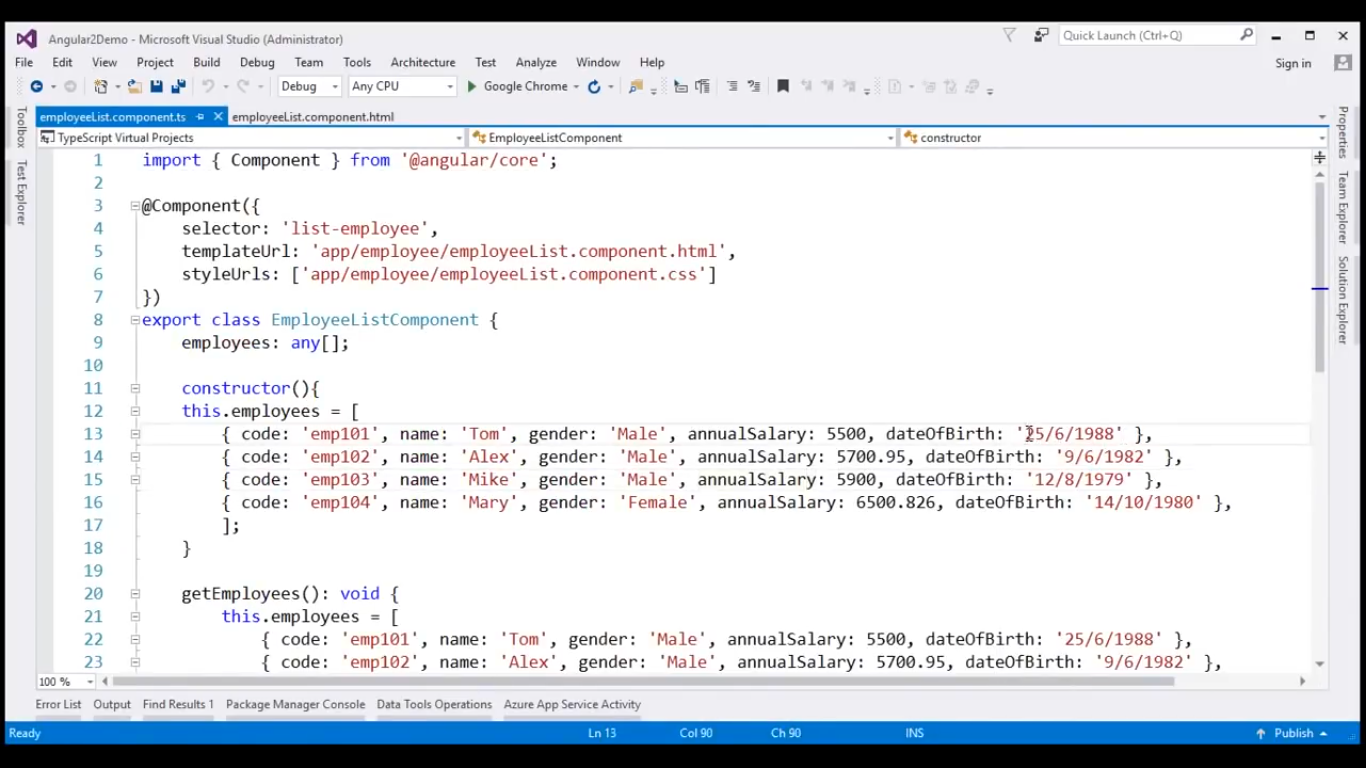 Angular2Demo - Microsoft Visual Studio (Administrator)
Quick Launch (Ctrl+Q)
File Edit View Project Build Debug Team Tools Architecture Test Analyze Window Help
Sign in
Debug Any CPU Google Chrome
employeeList.component.ts employeeList.component.html
TypeScript Virtual Projects EmployeeListComponent constructor
Toolbox
Test Explorer
1 import { Component } from '@angular/core';
2
3 @Component({
4 selector: 'list-employee',
5 templateUrl: 'app/employee/employeeList.component.html',
6 styleUrls: ['app/employee/employeeList.component.css']
7 })
8 export class EmployeeListComponent {
9 employees: any[];
10
11 constructor(){
12 this.employees = [
13 { code: 'emp101', name: 'Tom', gender: 'Male', annualSalary: 5500, dateOfBirth: '25/6/1988' },
14 { code: 'emp102', name: 'Alex', gender: 'Male', annualSalary: 5700.95, dateOfBirth: '9/6/1982' },
15 { code: 'emp103', name: 'Mike', gender: 'Male', annualSalary: 5900, dateOfBirth: '12/8/1979' },
16 { code: 'emp104', name: 'Mary', gender: 'Female', annualSalary: 6500.826, dateOfBirth: '14/10/1980' },
17 ];
18 }
19
20 getEmployees(): void {
21 this.employees = [
22 { code: 'emp101', name: 'Tom', gender: 'Male', annualSalary: 5500, dateOfBirth: '25/6/1988' },
23 { code: 'emp102', name: 'Alex', gender: 'Male', annualSalary: 5700.95, dateOfBirth: '9/6/1982' },
Properties
Team Explorer
Solution Explorer
100 %
Error List Output Find Results 1 Package Manager Console Data Tools Operations Azure App Service Activity
Ready Ln 13 Col 90 Ch 90 INS Publish